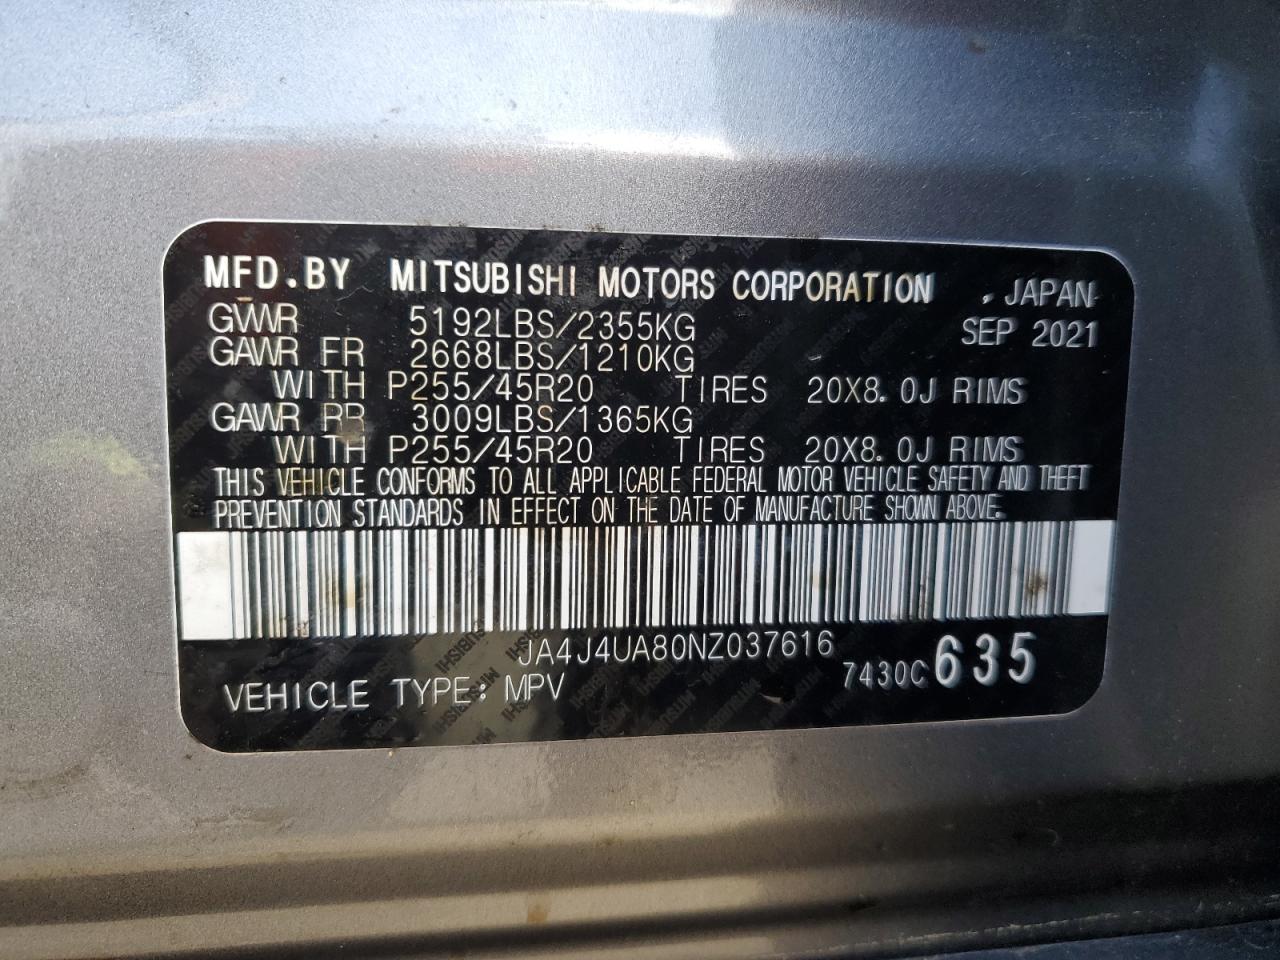 MFD.BY MITSUBISHI MOTORS CORPORATION . JAPAN
GVWR 5192LBS/2355KG SEP 2021
GAWR FR 2668LBS/1210KG
WITH P255/45R20 TIRES 20X8.0J RIMS
GAWR RR 3009LBS/1365KG
WITH P255/45R20 TIRES 20X8.0J RIMS
THIS VEHICLE CONFORMS TO ALL APPLICABLE FEDERAL MOTOR VEHICLE SAFETY AND THEFT
PREVENTION STANDARDS IN EFFECT ON THE DATE OF MANUFACTURE SHOWN ABOVE.
JA4J4UA80NZ037616
VEHICLE TYPE: MPV 7430C 635